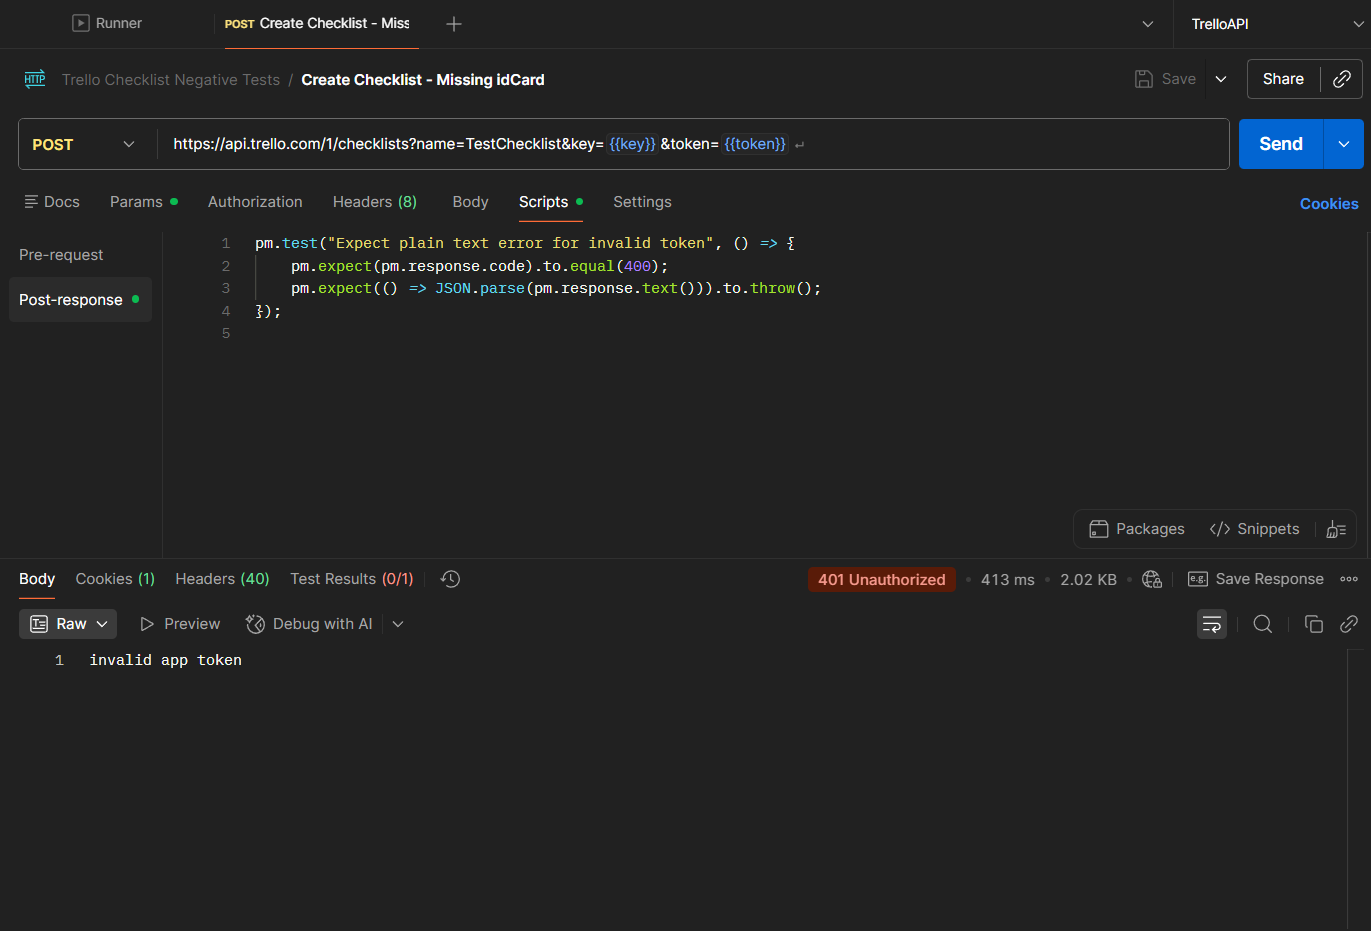 Runner
POST Create Checklist - Miss
TrelloAPI
HTTP Trello Checklist Negative Tests / Create Checklist - Missing idCard
Save
Share
POST
https://api.trello.com/1/checklists?name=TestChecklist&key={{key}}&token={{token}}
Send
Docs Params Authorization Headers (8) Body Scripts Settings
Cookies
Pre-request
Post-response
1 pm.test("Expect plain text error for invalid token", () => {
2 pm.expect(pm.response.code).to.equal(400);
3 pm.expect(() => JSON.parse(pm.response.text())).to.throw();
4 });
5
Packages </> Snippets
Body Cookies (1) Headers (40) Test Results (0/1)
401 Unauthorized • 413 ms • 2.02 KB •
e.g. Save Response
Raw Preview Debug with AI
1 invalid app token